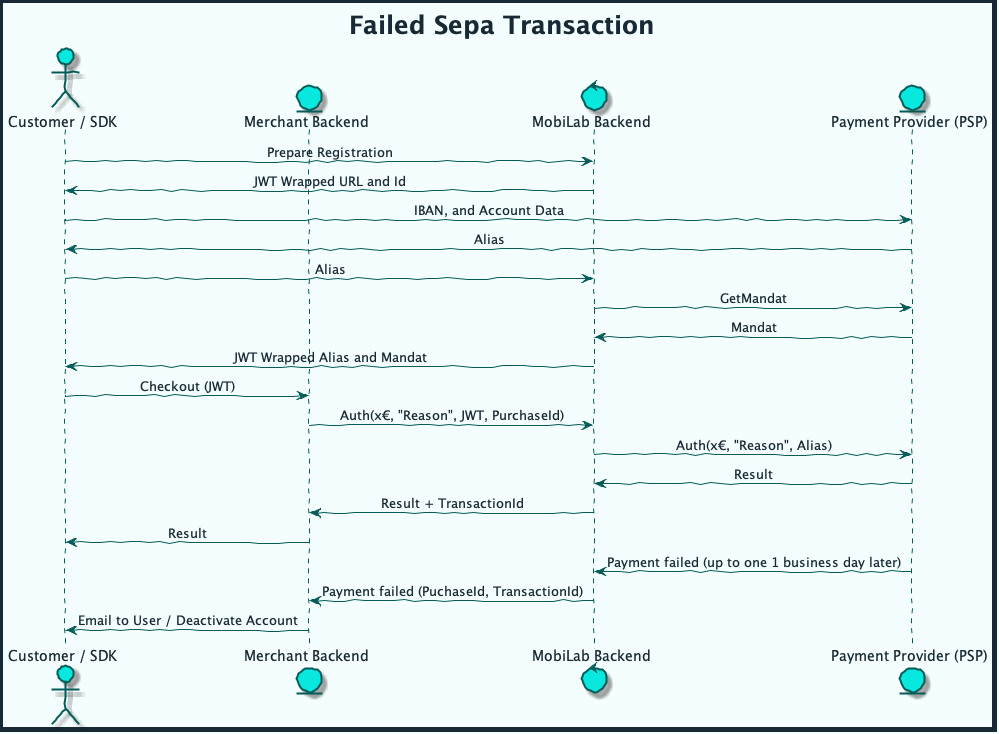 Failed Sepa Transaction
Customer / SDK
Merchant Backend
MobiLab Backend
Payment Provider (PSP)
Prepare Registration
JWT Wrapped URL and Id
IBAN, and Account Data
Alias
Alias
GetMandat
Mandat
JWT Wrapped Alias and Mandat
Checkout (JWT)
Auth(x€, "Reason", JWT, PurchaseId)
Auth(x€, "Reason", Alias)
Result
Result + TransactionId
Result
Payment failed (up to one 1 business day later)
Payment failed (PuchaseId, TransactionId)
Email to User / Deactivate Account
Customer / SDK
Merchant Backend
MobiLab Backend
Payment Provider (PSP)